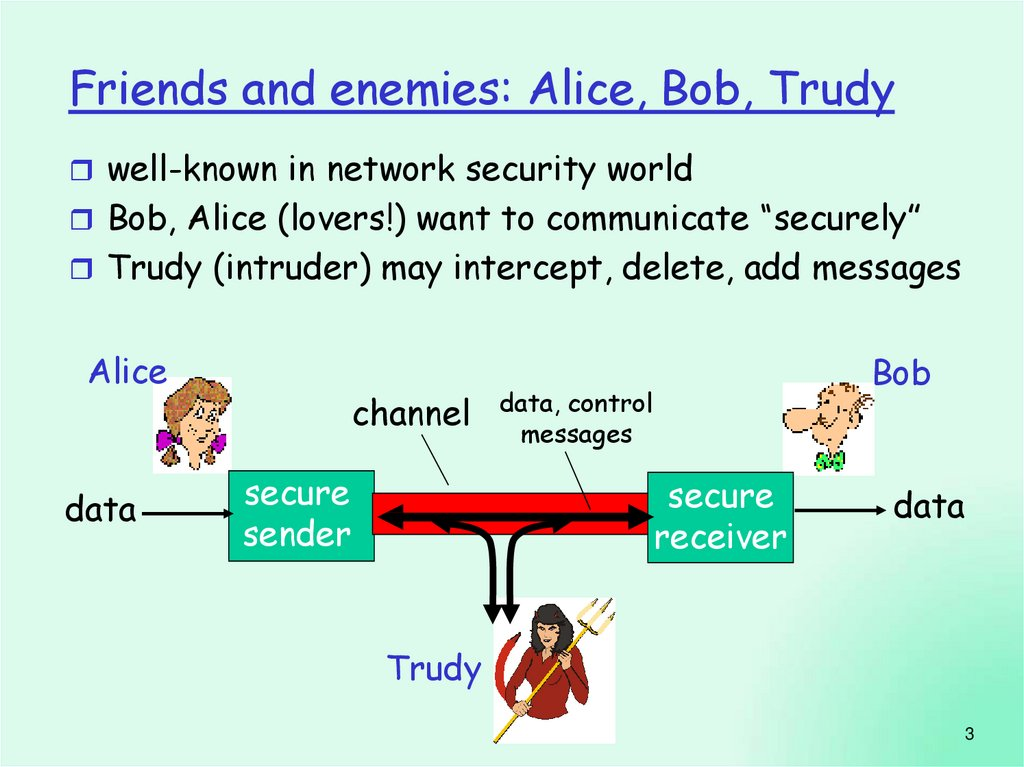 Friends and enemies: Alice, Bob, Trudy
well-known in network security world
Bob, Alice (lovers!) want to communicate “securely”
Trudy (intruder) may intercept, delete, add messages
Alice
Bob
channel
data, control
messages
data
secure
sender
secure
receiver
data
Trudy
3